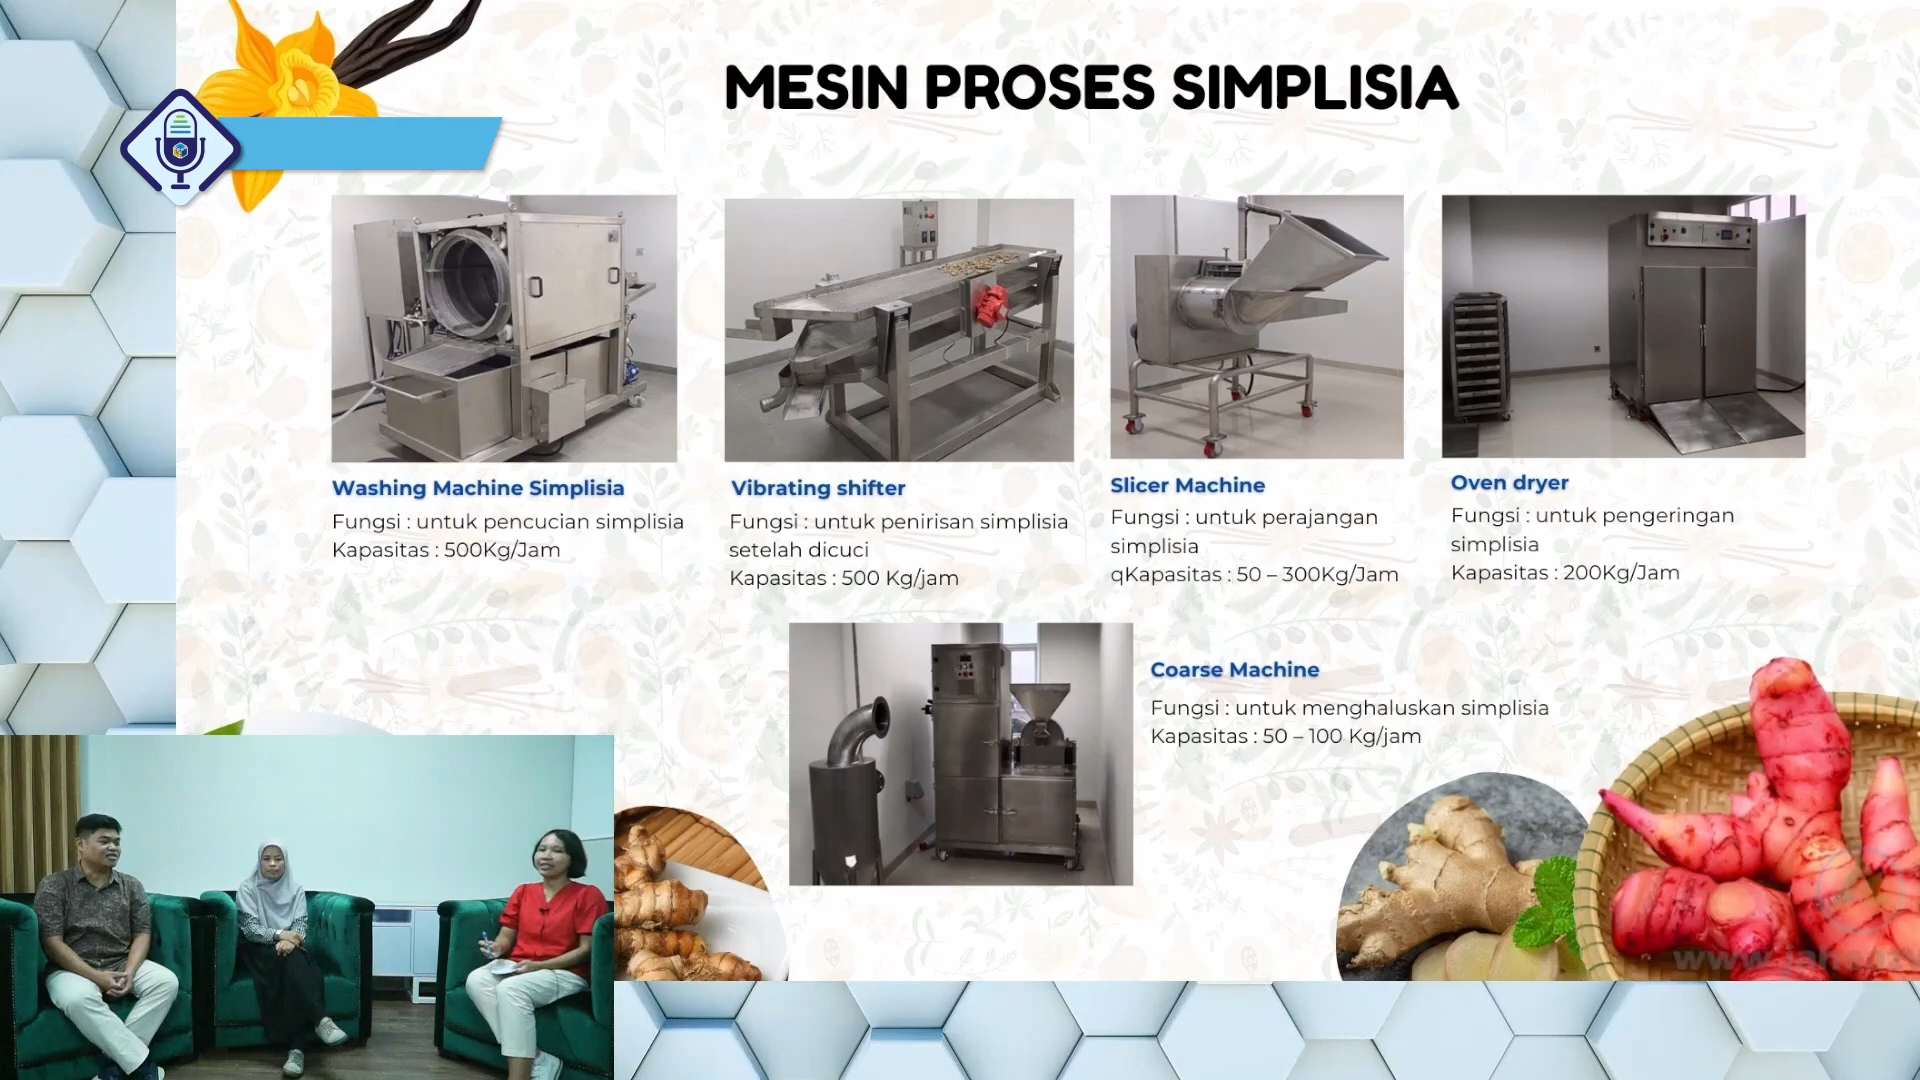 MESIN PROSES SIMPLISIA
Washing Machine Simplisia
Fungsi : untuk pencucian simplisia
Kapasitas : 500Kg/Jam
Vibrating shifter
Fungsi : untuk penirisan simplisia
setelah dicuci
Kapasitas : 500 Kg/jam
Slicer Machine
Fungsi : untuk perajangan
simplisia
qKapasitas : 50 – 300Kg/Jam
Oven dryer
Fungsi : untuk pengeringan
simplisia
Kapasitas : 200Kg/Jam
Coarse Machine
Fungsi : untuk menghaluskan simplisia
Kapasitas : 50 – 100 Kg/jam